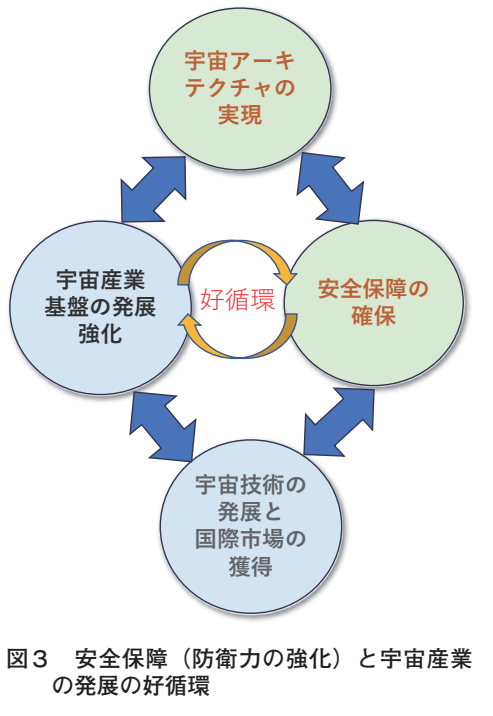 宇宙アーキ
テクチャの
実現
宇宙産業
基盤の発展
強化
好循環
安全保障の
確保
宇宙技術の
発展と
国際市場の
獲得
図３　安全保障（防衛力の強化）と宇宙産業
の発展の好循環